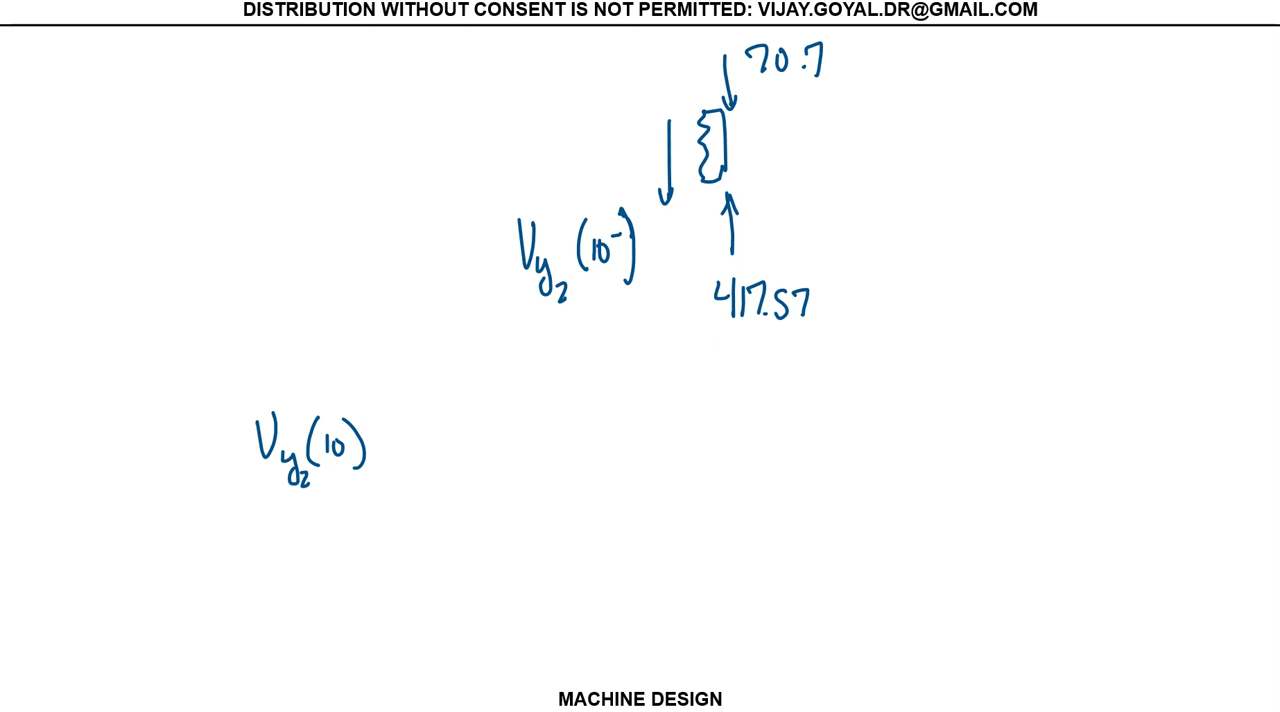 DISTRIBUTION WITHOUT CONSENT IS NOT PERMITTED: VIJAY.GOYAL.DR@GMAIL.COM
70.7
Vy₂(10⁻)
417.57
Vy₂(10)
MACHINE DESIGN